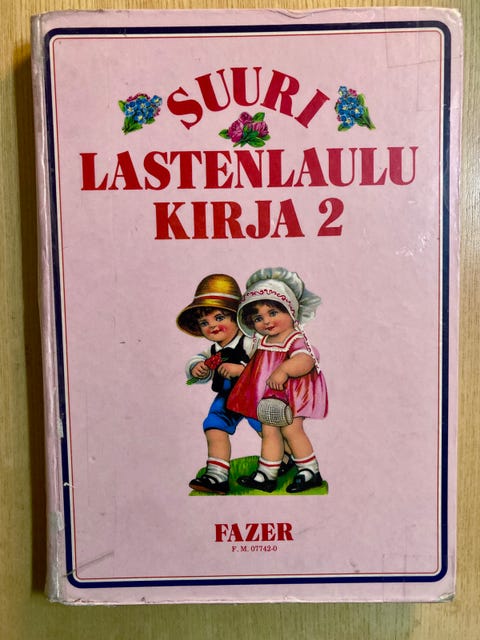 SUURI
LASTENLAULU
KIRJA 2
FAZER
F. M. 07742-0